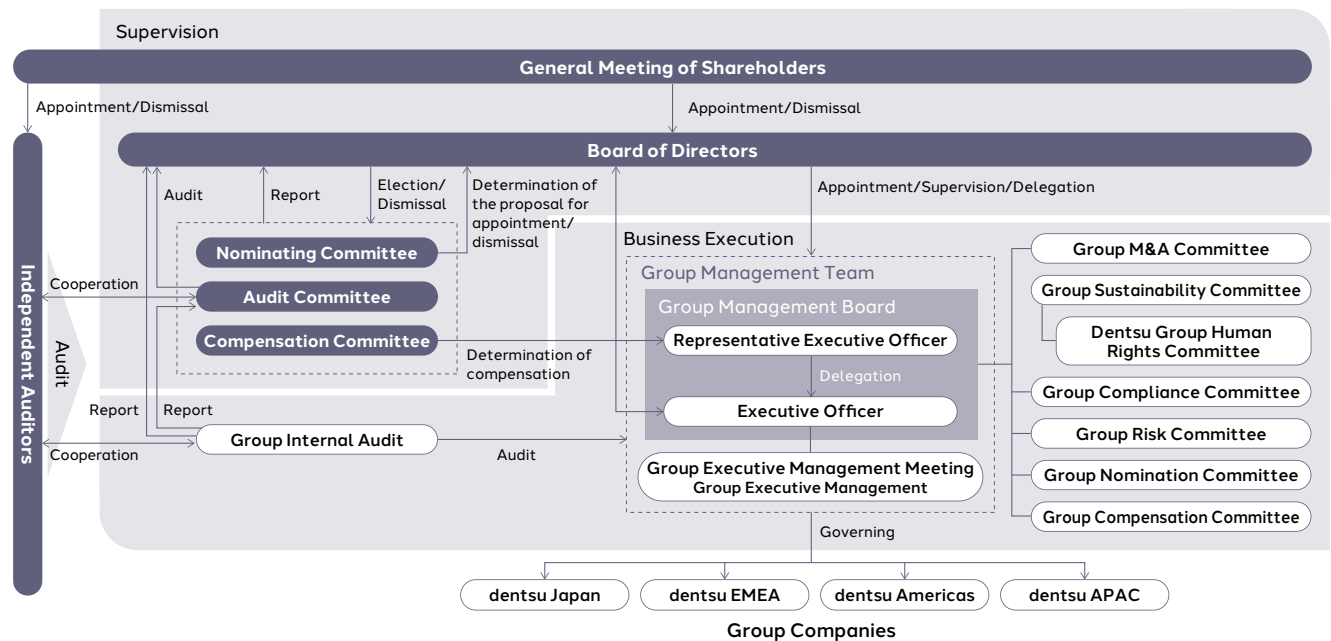 Supervision
General Meeting of Shareholders
Appointment/Dismissal
Appointment/Dismissal
Board of Directors
Audit
Report
Election/
Dismissal
Determination of
the proposal for
appointment/
dismissal
Appointment/Supervision/Delegation
Independent Auditors
Audit
Cooperation
Nominating Committee
Audit Committee
Compensation Committee
Determination of
compensation
Business Execution
Group Management Team
Group Management Board
Representative Executive Officer
Delegation
Executive Officer
Group Executive Management Meeting
Group Executive Management
Group M&A Committee
Group Sustainability Committee
Dentsu Group Human
Rights Committee
Group Compliance Committee
Group Risk Committee
Group Nomination Committee
Group Compensation Committee
Report
Report
Group Internal Audit
Cooperation
Audit
Governing
dentsu Japan
dentsu EMEA
dentsu Americas
dentsu APAC
Group Companies